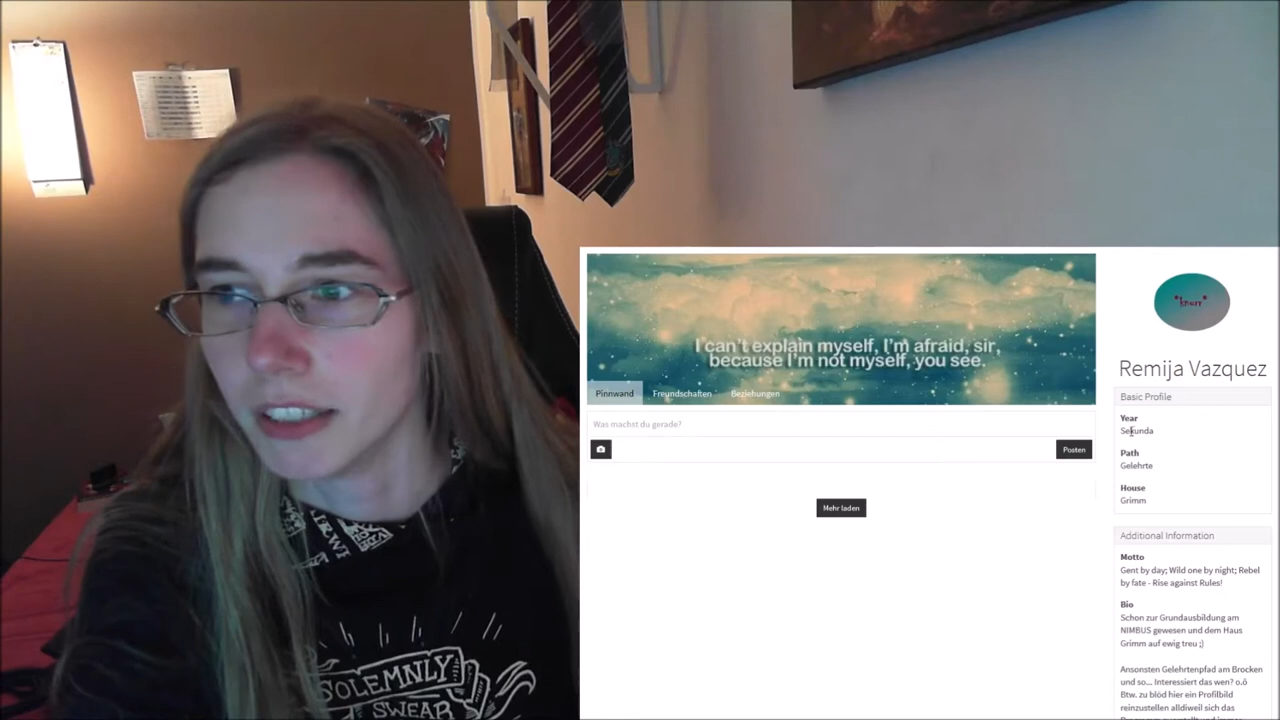 I can't explain myself, I'm afraid, sir,
because I'm not myself, you see.
Pinnwand Freundschaften Beziehungen
Was machst du gerade?
Posten
Mehr laden
*knurr*
Remija Vazquez
Basic Profile
Year
Sekunda
Path
Gelehrte
House
Grimm
Additional Information
Motto
Gent by day; Wild one by night; Rebel
by fate - Rise against Rules!
Bio
Schon zur Grundausbildung am
NIMBUS gewesen und dem Haus
Grimm auf ewig treu ;)
Ansonsten Gelehrtenpfad am Brocken
und so... Interessiert das wen? o.ö
Btw. zu blöd hier ein Profilbild
reinzustellen alldiweil sich das
SOLEMNLY
SWEAR